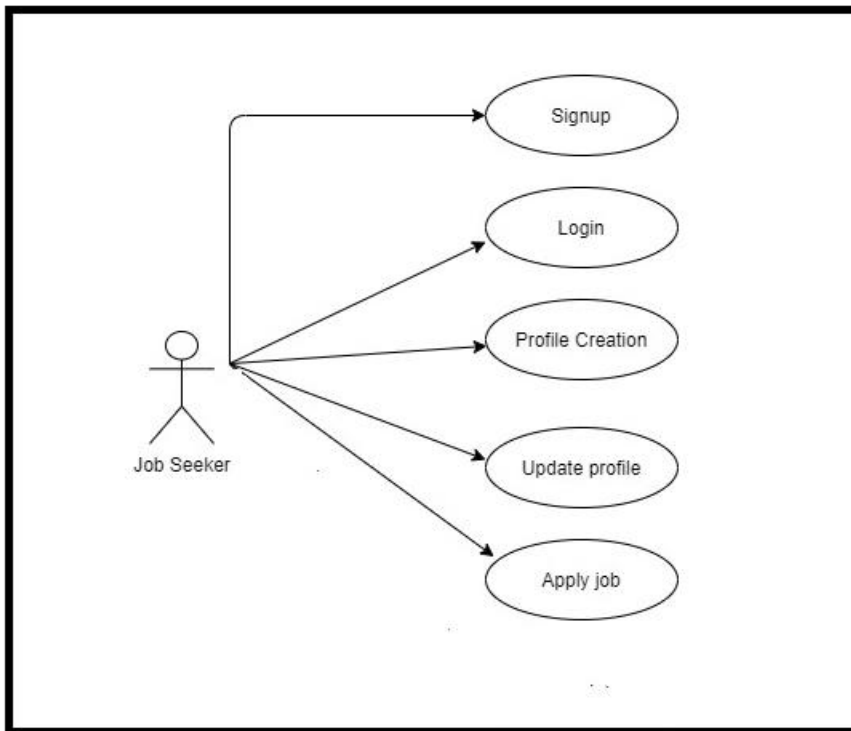 Signup
Login
Profile Creation
Job Seeker
Update profile
Apply job